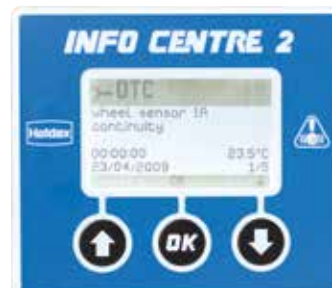 INFO CENTRE 2
DTC
wheel sensor 1A
continuity
Haldex
00:00:00 23.5°C
23/04/2009 1/5
OK
OK